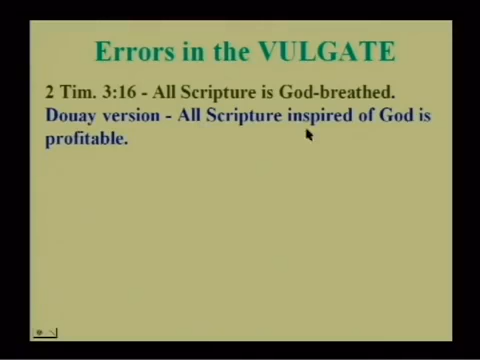 Errors in the VULGATE
2 Tim. 3:16 - All Scripture is God-breathed.
Douay version - All Scripture inspired of God is
profitable.